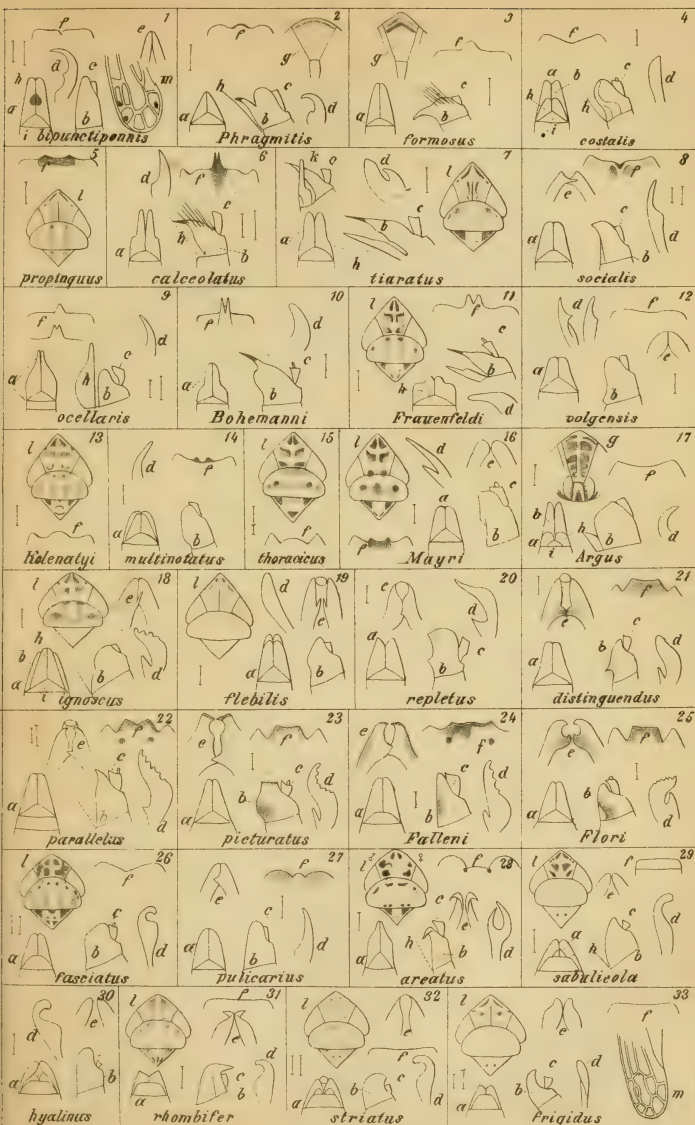 1
f
e
d
h
c
m
a
b
i
bipunctipennis
2
f
g
h
c
a
b
d
Phragmitis
3
g
f
c
a
b
formosus
4
f
a
b
c
d
h
h
i
costalis
5
f
l
propinquus
6
d
f
c
a
h
b
calceolatus
7
k
c
d
l
b
c
a
h
tiaratus
8
f
e
c
d
a
b
socialis
9
f
d
c
a
h
b
ocellaris
10
f
d
c
a
b
Bohemanni
11
l
f
c
b
h
d
Frauenfeldi
12
d
f
e
c
a
b
volgensis
13
l
f
Kolenatyi
14
d
f
a
b
multinotatus
15
l
f
thoracicus
16
l
d
e
a
c
b
f
Mayri
17
g
f
b
a
h
b
d
i
Argus
18
l
e
h
b
a
b
d
i
ignoscus
19
l
d
e
a
b
flebilis
20
e
d
a
b
c
repletus
21
f
e
c
a
b
d
distinguendus
22
e
f
c
a
b
d
parallelus
23
e
f
c
a
b
d
picturatus
24
e
f
d
c
a
b
Falleni
25
f
e
c
a
b
d
Flori
26
l
f
c
a
b
d
fasciatus
27
e
f
c
a
b
d
pulicarius
28
l ♂
♀
f
c
e
h
a
b
d
areatus
29
l
f
e
c
d
a
h
b
sabulicola
30
e
d
a
b
hyalinus
31
l
f
e
d
c
a
b
rhombifer
32
l
e
f
c
a
b
d
striatus
33
l
e
f
d
c
a
b
m
frigidus